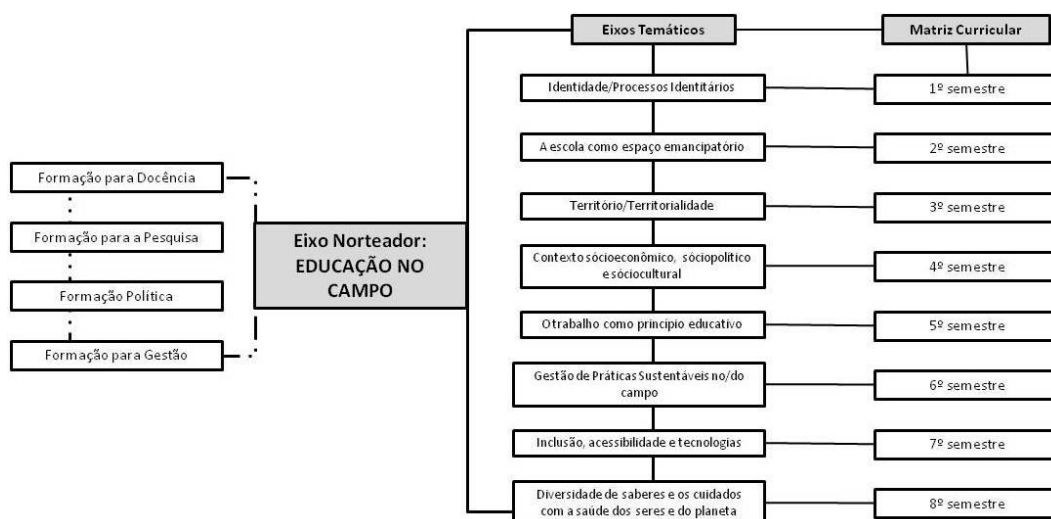 Formação para Docência
Formação para a Pesquisa
Formação Política
Formação para Gestão
Eixo Norteador:
EDUCAÇÃO NO
CAMPO
Eixos Temáticos
Matriz Curricular
Identidade/Processos Identitários
1º semestre
A escola como espaço emancipatório
2º semestre
Território/Territorialidade
3º semestre
Contexto sócioeconômico, sóciopolítico
e sóciocultural
4º semestre
O trabalho como princípio educativo
5º semestre
Gestão de Práticas Sustentáveis no/do
campo
6º semestre
Inclusão, acessibilidade e tecnologias
7º semestre
Diversidade de saberes e os cuidados
com a saúde dos seres e do planeta
8º semestre